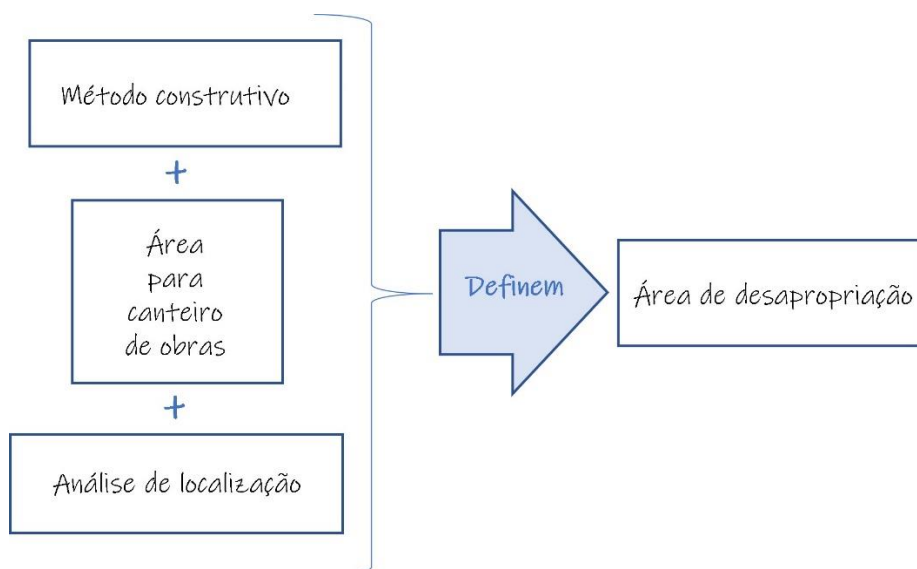 Método construtivo
+
Área
para
canteiro
de obras
+
Análise de localização
Definem
Área de desapropriação